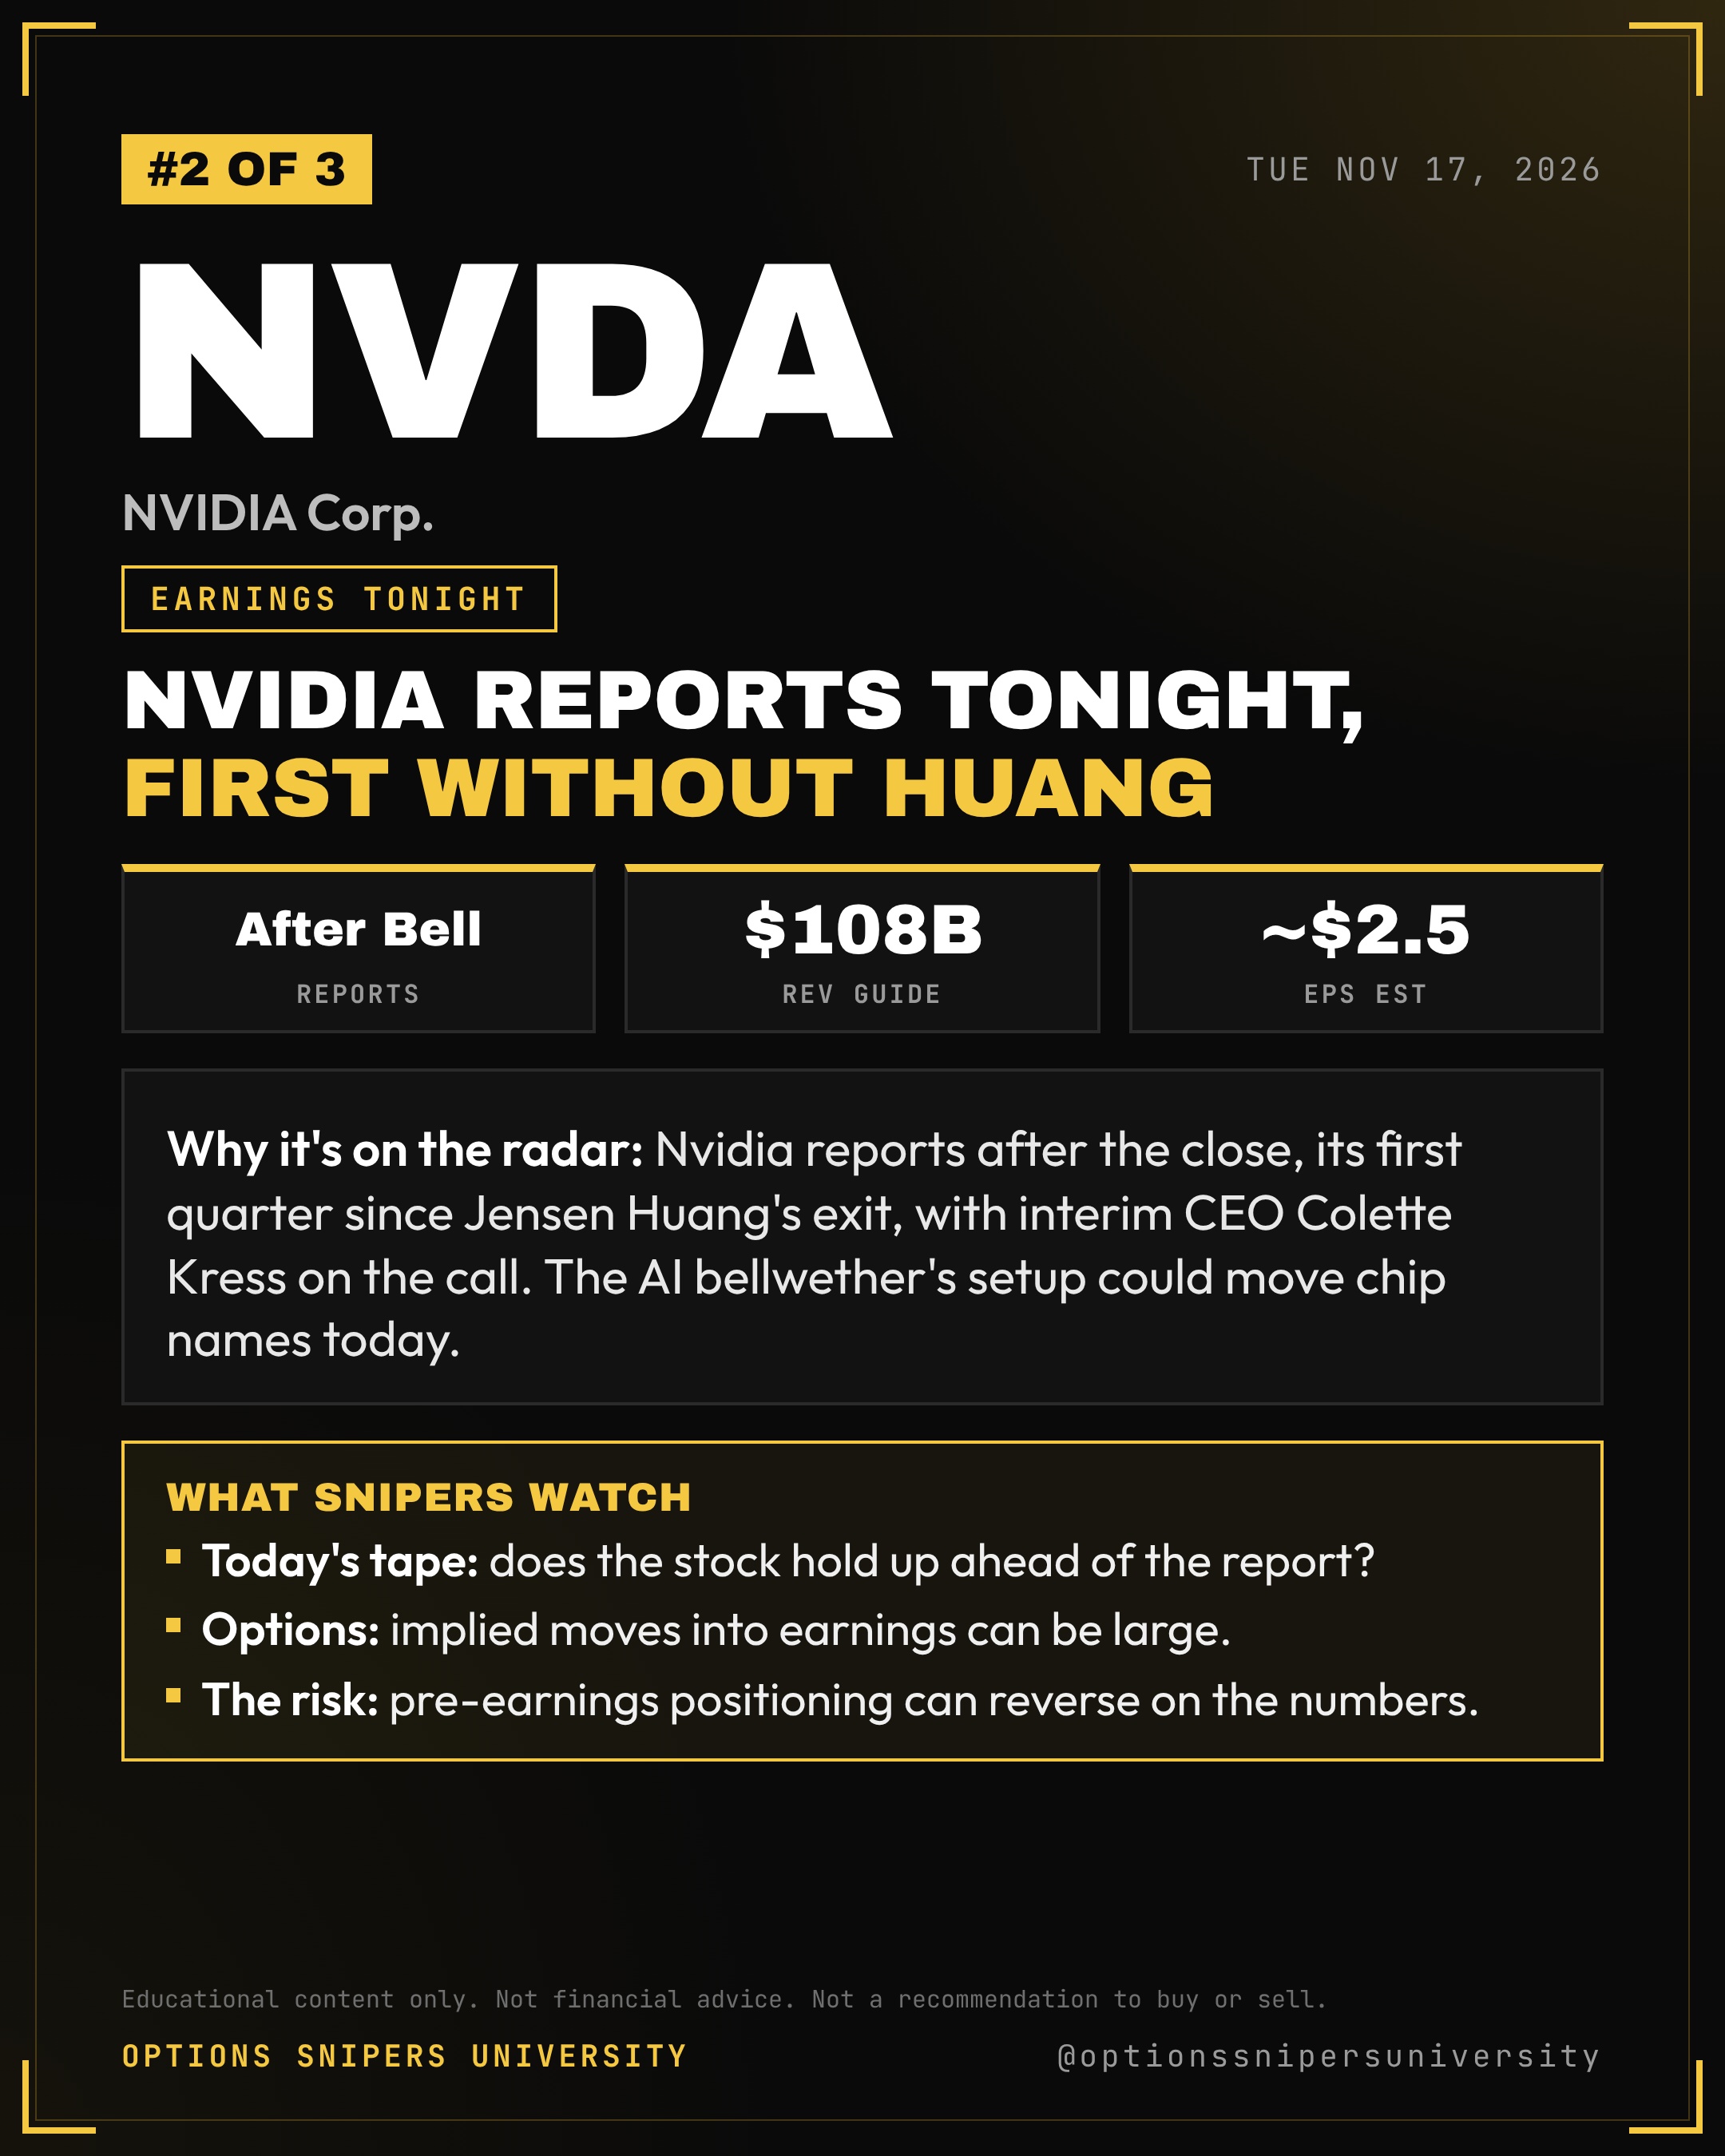 #2 OF 3
TUE NOV 17, 2026
NVDA
NVIDIA Corp.
EARNINGS TONIGHT
NVIDIA REPORTS TONIGHT,
FIRST WITHOUT HUANG
After Bell
REPORTS
$108B
REV GUIDE
~$2.5
EPS EST
Why it's on the radar: Nvidia reports after the close, its first
quarter since Jensen Huang's exit, with interim CEO Colette
Kress on the call. The AI bellwether's setup could move chip
names today.
WHAT SNIPERS WATCH
Today's tape: does the stock hold up ahead of the report?
Options: implied moves into earnings can be large.
The risk: pre-earnings positioning can reverse on the numbers.
Educational content only. Not financial advice. Not a recommendation to buy or sell.
OPTIONS SNIPERS UNIVERSITY
@optionssnipersuniversity